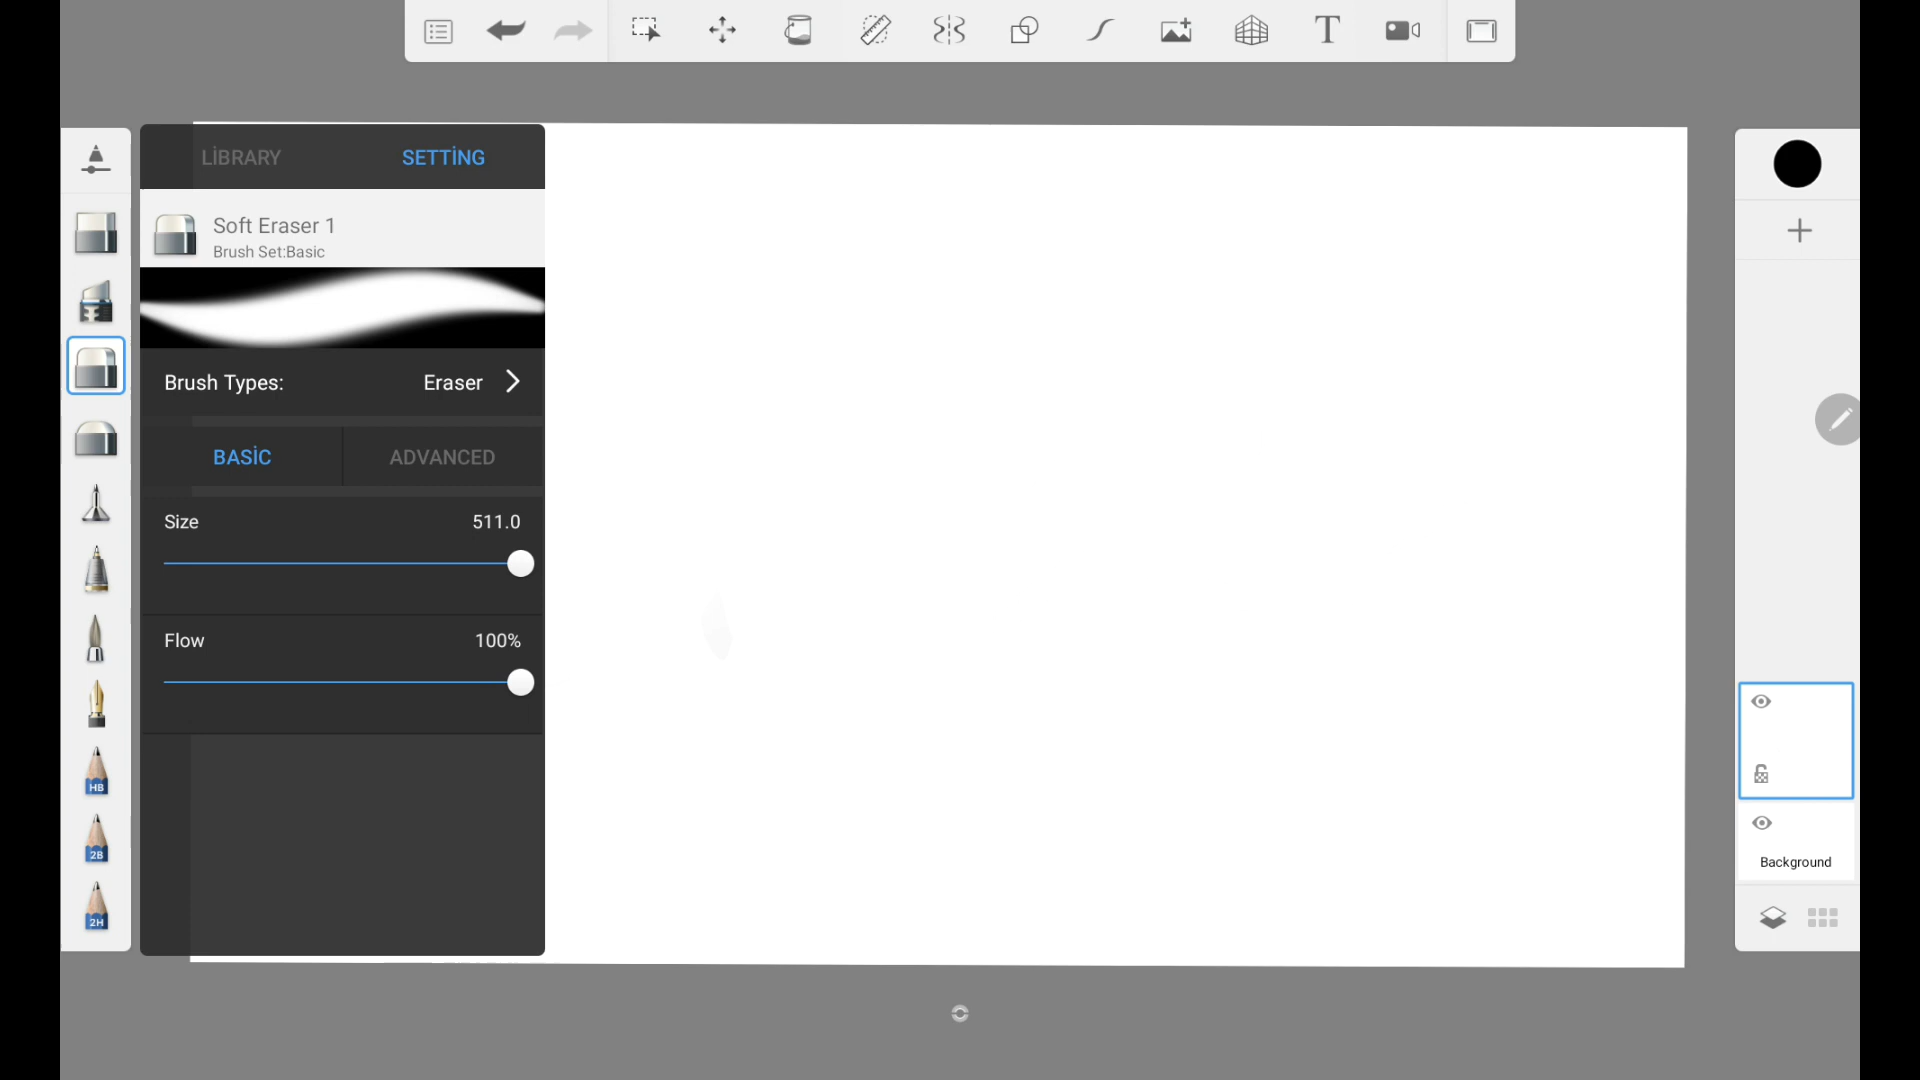 T
LİBRARY
SETTİNG
Soft Eraser 1
Brush Set:Basic
Brush Types:
Eraser
BASİC
ADVANCED
Size
511.0
Flow
100%
HB
2B
2H
Background